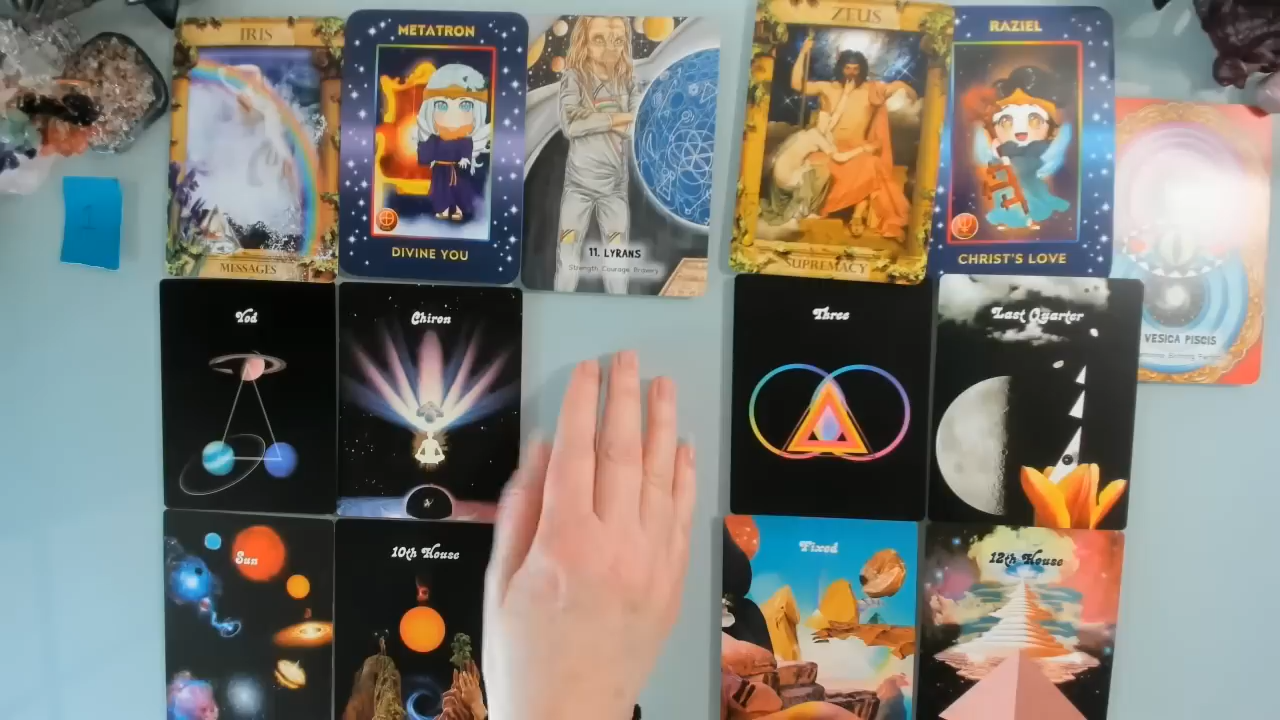 1
IRIS
MESSAGES
METATRON
DIVINE YOU
11. LYRANS
Strength, Courage, Bravery
ZEUS
SUPREMACY
RAZIEL
CHRIST'S LOVE
VESICA PISCIS
Yod
Chiron
Three
Last Quarter
Sun
10th House
Fixed
12th House